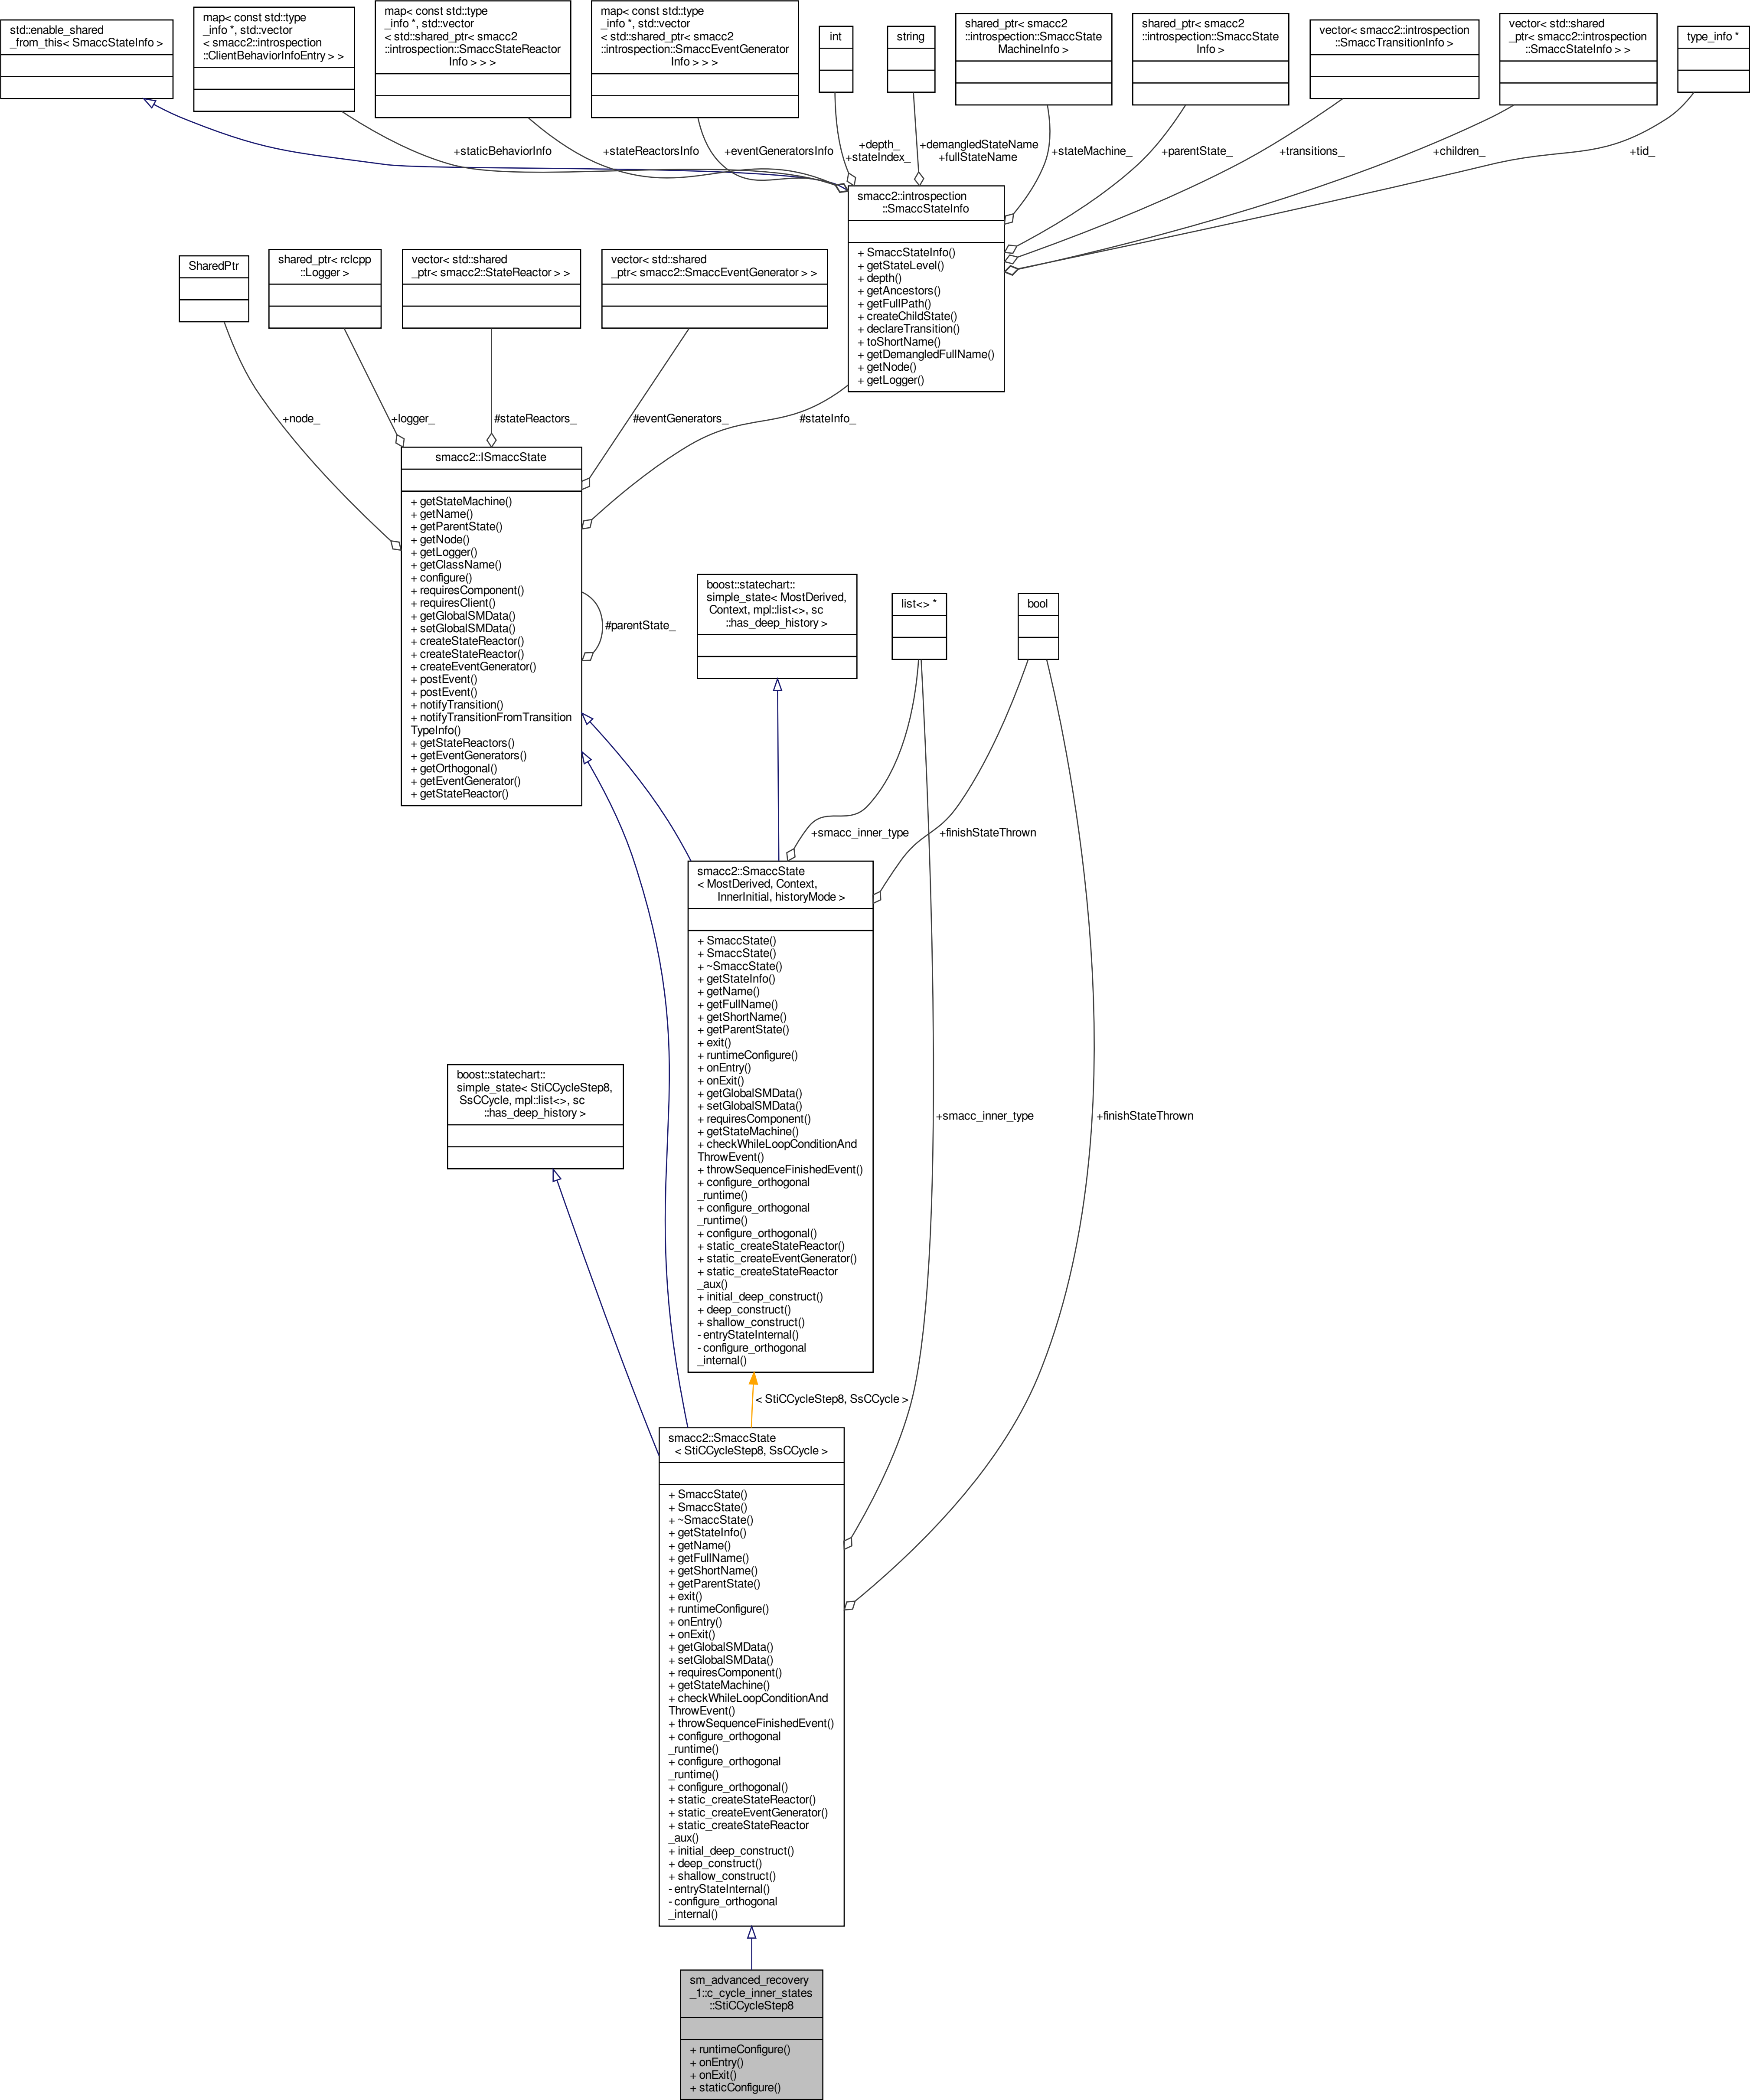 std::enable_shared
_from_this< SmaccStateInfo >
map< const std::type
_info *, std::vector
< smacc2::introspection
::ClientBehaviorInfoEntry > >
map< const std::type
_info *, std::vector
< std::shared_ptr< smacc2
::introspection::SmaccStateReactor
Info > > >
map< const std::type
_info *, std::vector
< std::shared_ptr< smacc2
::introspection::SmaccEventGenerator
Info > > >
int
string
shared_ptr< smacc2
::introspection::SmaccState
MachineInfo >
shared_ptr< smacc2
::introspection::SmaccState
Info >
vector< smacc2::introspection
::SmaccTransitionInfo >
vector< std::shared
_ptr< smacc2::introspection
::SmaccStateInfo > >
type_info *
+staticBehaviorInfo
+stateReactorsInfo
+eventGeneratorsInfo
+depth_
+stateIndex_
+demangledStateName
+fullStateName
+stateMachine_
+parentState_
+transitions_
+children_
+tid_
smacc2::introspection
::SmaccStateInfo
+ SmaccStateInfo()
+ getStateLevel()
+ depth()
+ getAncestors()
+ getFullPath()
+ createChildState()
+ declareTransition()
+ toShortName()
+ getDemangledFullName()
+ getNode()
+ getLogger()
SharedPtr
shared_ptr< rclcpp
::Logger >
vector< std::shared
_ptr< smacc2::StateReactor > >
vector< std::shared
_ptr< smacc2::SmaccEventGenerator > >
+node_
+logger_
#stateReactors_
#eventGenerators_
#stateInfo_
smacc2::ISmaccState
+ getStateMachine()
+ getName()
+ getParentState()
+ getNode()
+ getLogger()
+ getClassName()
+ configure()
+ requiresComponent()
+ requiresClient()
+ getGlobalSMData()
+ setGlobalSMData()
+ createStateReactor()
+ createStateReactor()
+ createEventGenerator()
+ postEvent()
+ postEvent()
+ notifyTransition()
+ notifyTransitionFromTransition
TypeInfo()
+ getStateReactors()
+ getEventGenerators()
+ getOrthogonal()
+ getEventGenerator()
+ getStateReactor()
#parentState_
boost::statechart::
simple_state< MostDerived,
Context, mpl::list<>, sc
::has_deep_history >
list<> *
bool
+smacc_inner_type
+finishStateThrown
smacc2::SmaccState
< MostDerived, Context,
InnerInitial, historyMode >
+ SmaccState()
+ SmaccState()
+ ~SmaccState()
+ getStateInfo()
+ getName()
+ getFullName()
+ getShortName()
+ getParentState()
+ exit()
+ runtimeConfigure()
+ onEntry()
+ onExit()
+ getGlobalSMData()
+ setGlobalSMData()
+ requiresComponent()
+ getStateMachine()
+ checkWhileLoopConditionAnd
ThrowEvent()
+ throwSequenceFinishedEvent()
+ configure_orthogonal
_runtime()
+ configure_orthogonal
_runtime()
+ configure_orthogonal()
+ static_createStateReactor()
+ static_createEventGenerator()
+ static_createStateReactor
_aux()
+ initial_deep_construct()
+ deep_construct()
+ shallow_construct()
- entryStateInternal()
- configure_orthogonal
_internal()
boost::statechart::
simple_state< StiCCycleStep8,
SsCCycle, mpl::list<>, sc
::has_deep_history >
+smacc_inner_type
+finishStateThrown
< StiCCycleStep8, SsCCycle >
smacc2::SmaccState
< StiCCycleStep8, SsCCycle >
+ SmaccState()
+ SmaccState()
+ ~SmaccState()
+ getStateInfo()
+ getName()
+ getFullName()
+ getShortName()
+ getParentState()
+ exit()
+ runtimeConfigure()
+ onEntry()
+ onExit()
+ getGlobalSMData()
+ setGlobalSMData()
+ requiresComponent()
+ getStateMachine()
+ checkWhileLoopConditionAnd
ThrowEvent()
+ throwSequenceFinishedEvent()
+ configure_orthogonal
_runtime()
+ configure_orthogonal
_runtime()
+ configure_orthogonal()
+ static_createStateReactor()
+ static_createEventGenerator()
+ static_createStateReactor
_aux()
+ initial_deep_construct()
+ deep_construct()
+ shallow_construct()
- entryStateInternal()
- configure_orthogonal
_internal()
sm_advanced_recovery
_1::c_cycle_inner_states
::StiCCycleStep8
+ runtimeConfigure()
+ onEntry()
+ onExit()
+ staticConfigure()